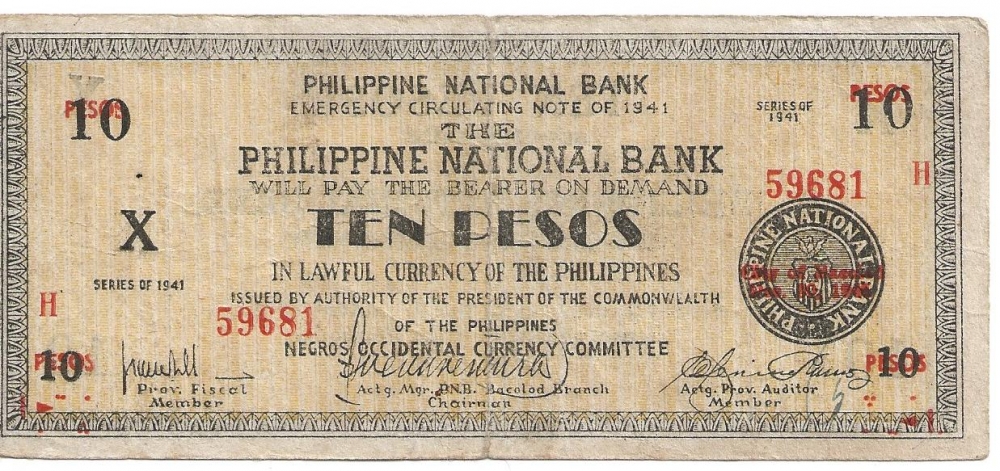 PHILIPPINE NATIONAL BANK
EMERGENCY CIRCULATING NOTE OF 1941
PESOS
10
SERIES OF
1941
PESOS
10
THE
PHILIPPINE NATIONAL BANK
WILL PAY THE BEARER ON DEMAND
59681
H
X
TEN PESOS
PHILIPPINE NATIONAL BANK
IN LAWFUL CURRENCY OF THE PHILIPPINES
SERIES OF 1941
ISSUED BY AUTHORITY OF THE PRESIDENT OF THE COMMONWEALTH
H
59681
OF THE PHILIPPINES
NEGROS OCCIDENTAL CURRENCY COMMITTEE
PESOS
10
PESOS
10
Prov. Fiscal
Member
Actg. Mgr. P.N.B. Bacolod Branch
Chairman
Actg. Prov. Auditor
Member